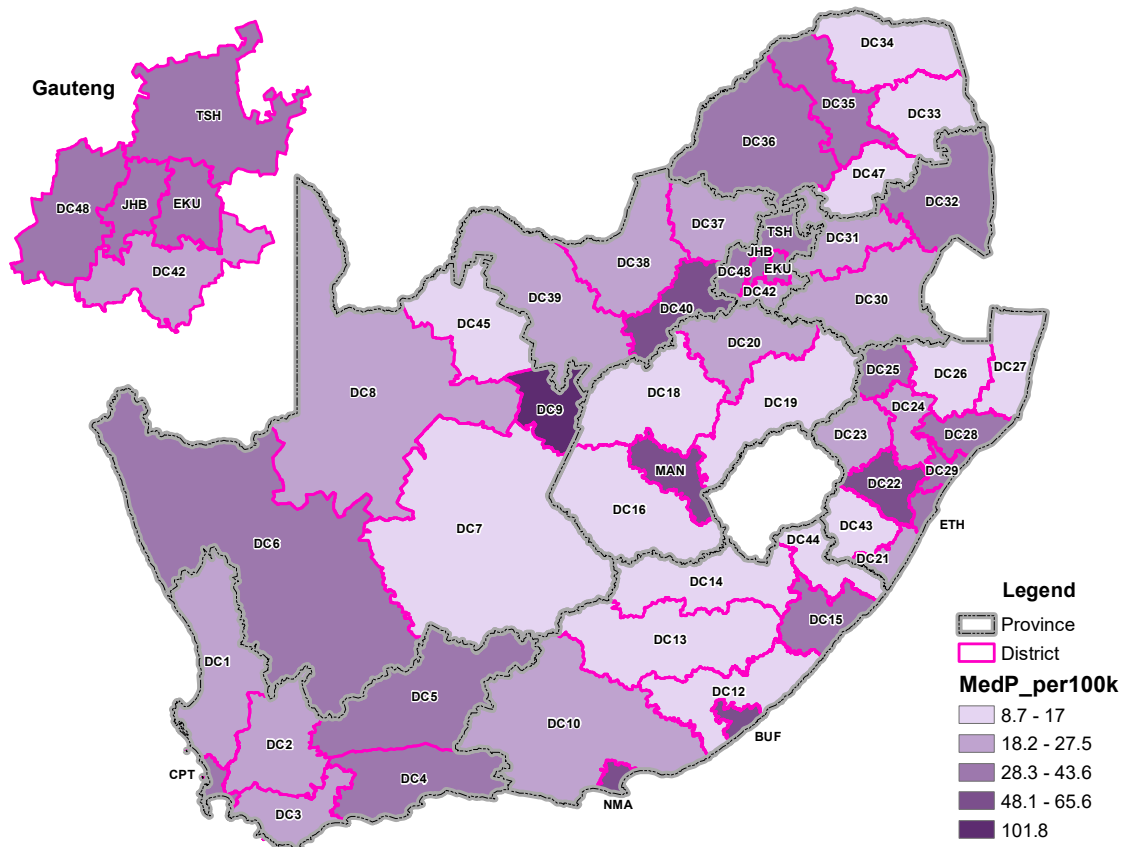 Gauteng
TSH
DC48
JHB
EKU
DC42
DC34
DC35
DC33
DC36
DC47
DC32
DC37
TSH
DC31
JHB
DC38
DC48
EKU
DC42
DC39
DC40
DC30
DC45
DC20
DC25
DC26
DC27
DC8
DC18
DC9
DC19
DC24
DC23
DC28
MAN
DC22
DC29
DC16
DC7
DC43
ETH
DC6
DC44
DC21
DC14
DC15
DC13
DC1
DC5
DC12
DC10
DC2
BUF
CPT
DC4
NMA
DC3
Legend
Province
District
MedP_per100k
8.7 - 17
18.2 - 27.5
28.3 - 43.6
48.1 - 65.6
101.8